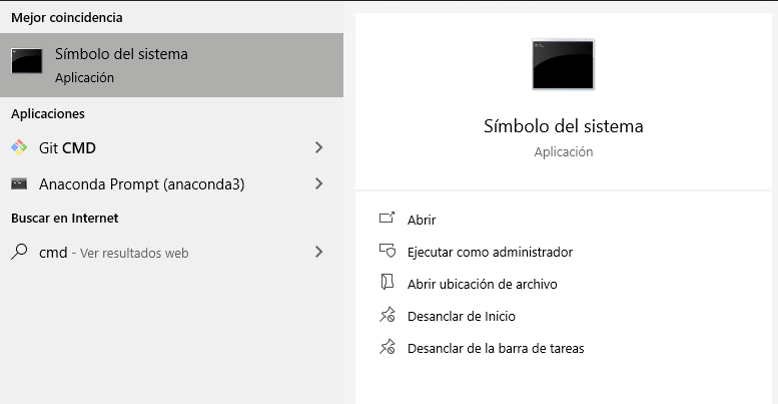 Mejor coincidencia
Símbolo del sistema
Aplicación
Aplicaciones
Git CMD
Anaconda Prompt (anaconda3)
Buscar en Internet
cmd - Ver resultados web
Símbolo del sistema
Aplicación
Abrir
Ejecutar como administrador
Abrir ubicación de archivo
Desanclar de Inicio
Desanclar de la barra de tareas